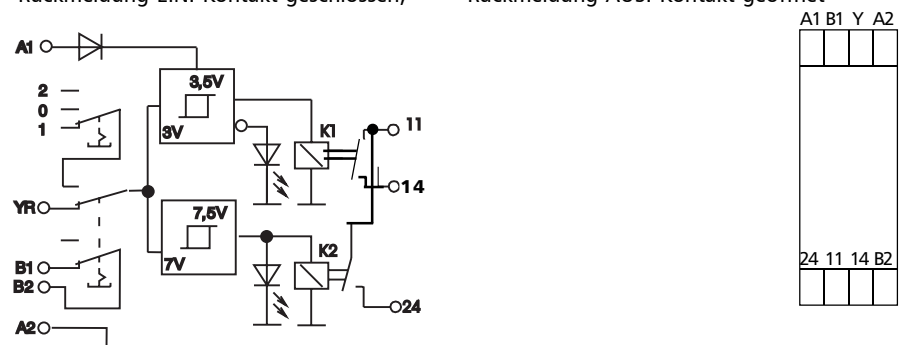 Rückmeldung EIN: Kontakt geschlossen, Rückmeldung AUS: Kontakt geöffnet
A1 B1 Y A2
A1
3,5V
2
0
1
3V
K1
11
14
YR
7,5V
7V
K2
B1
B2
24
A2
24 11 14 B2